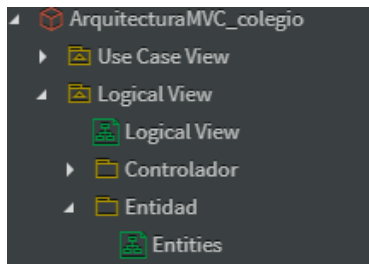 ArquitecturaMVC_colegio
Use Case View
Logical View
Logical View
Controlador
Entidad
Entities